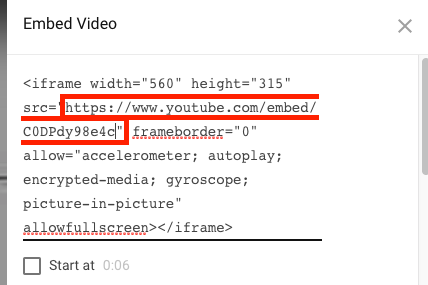 Embed Video
<iframe width="560" height="315"
src="https://www.youtube.com/embed/
C0DPdy98e4c" frameborder="0"
allow="accelerometer; autoplay;
encrypted-media; gyroscope;
picture-in-picture"
allowfullscreen></iframe>
Start at 0:06